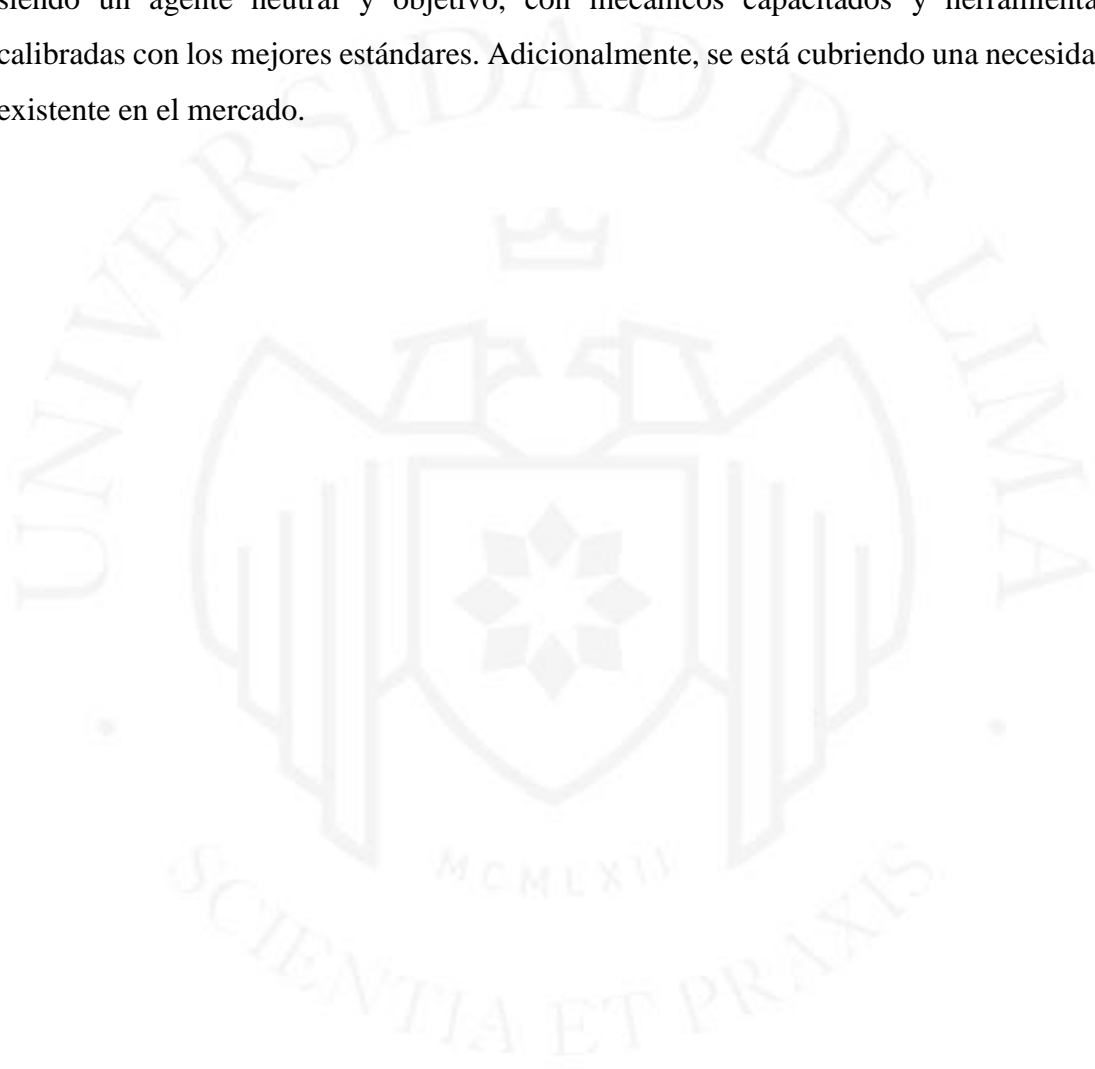 siendo un agente neutral y objetivo, con mecánicos capacitados y herramienta
calibradas con los mejores estándares. Adicionalmente, se está cubriendo una necesida
existente en el mercado.
UNIVERSIDAD DE LIMA
MCMLXII
SCIENTIA ET PRAXIS